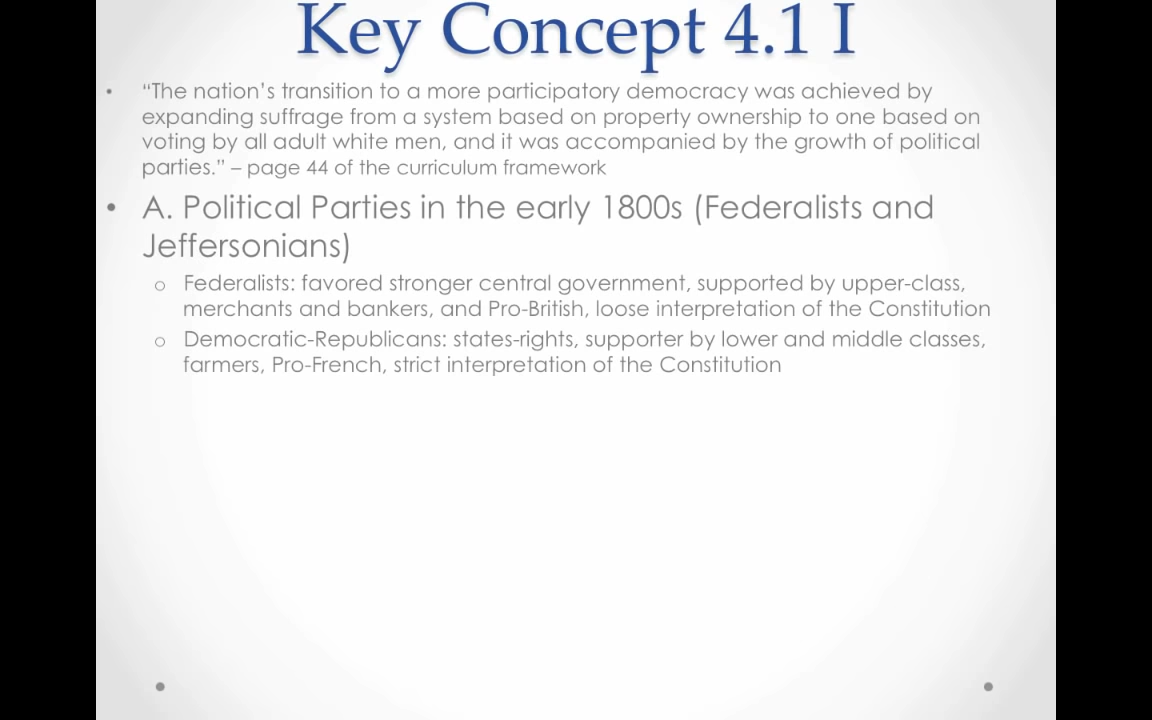 Key Concept 4.1 I
• “The nation’s transition to a more participatory democracy was achieved by
expanding suffrage from a system based on property ownership to one based on
voting by all adult white men, and it was accompanied by the growth of political
parties.” – page 44 of the curriculum framework
• A. Political Parties in the early 1800s (Federalists and
Jeffersonians)
o Federalists: favored stronger central government, supported by upper-class,
merchants and bankers, and Pro-British, loose interpretation of the Constitution
o Democratic-Republicans: states-rights, supporter by lower and middle classes,
farmers, Pro-French, strict interpretation of the Constitution